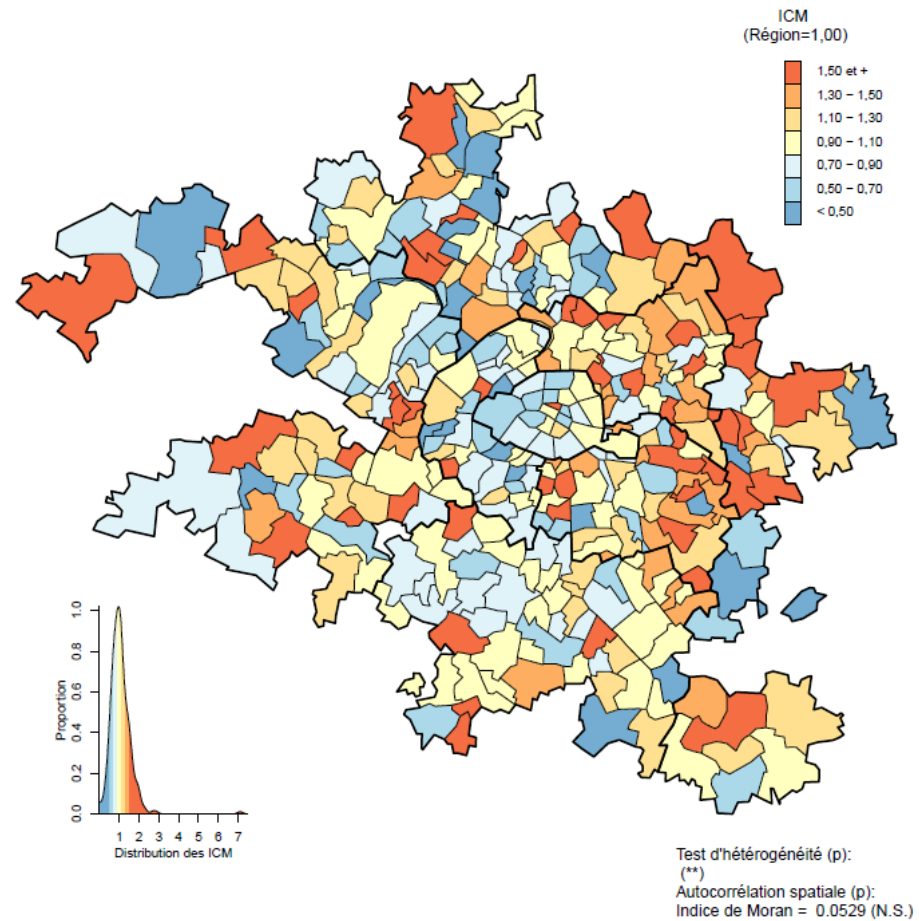 ICM
(Région=1,00)
1,50 et +
1,30 – 1,50
1,10 – 1,30
0,90 – 1,10
0,70 – 0,90
0,50 – 0,70
< 0,50
1.0
0.8
0.6
0.4
0.2
0.0
Proportion
1 2 3 4 5 6 7
Distribution des ICM
Test d'hétérogénéité (p):
(**)
Autocorrélation spatiale (p):
Indice de Moran = 0.0529 (N.S.)